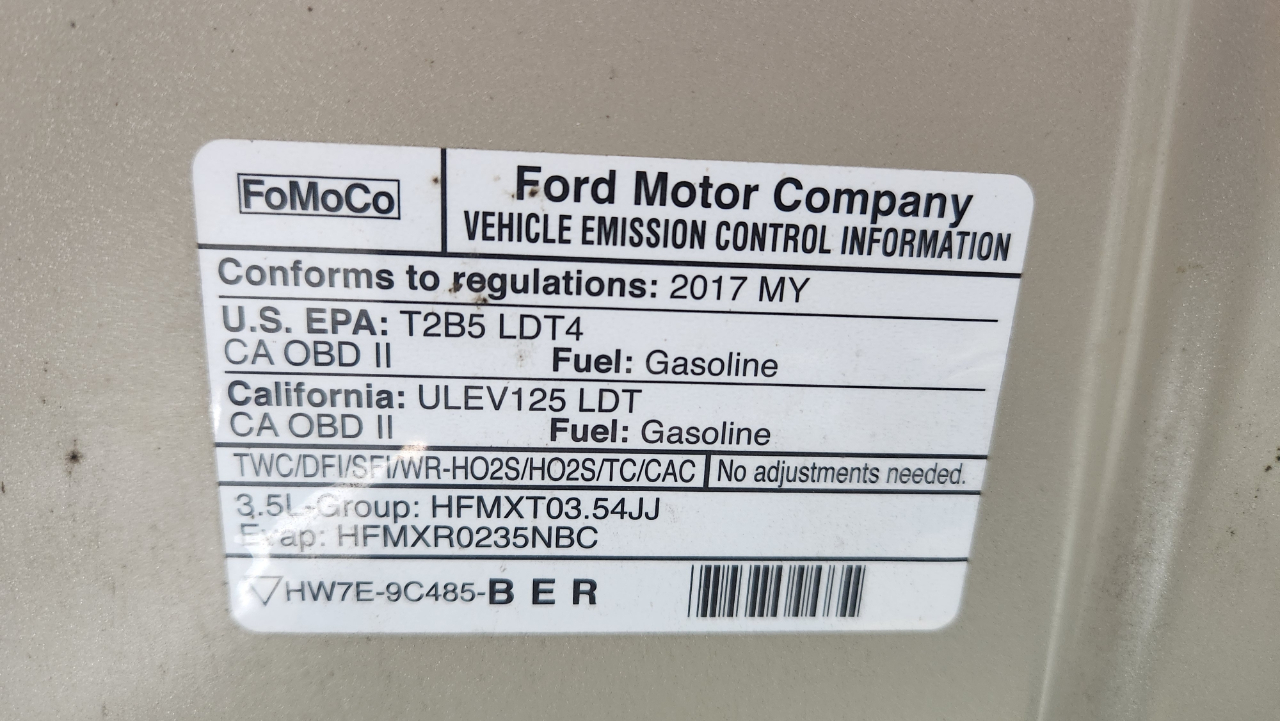 FoMoCo
Ford Motor Company
VEHICLE EMISSION CONTROL INFORMATION
Conforms to regulations: 2017 MY
U.S. EPA: T2B5 LDT4
CA OBD II Fuel: Gasoline
California: ULEV125 LDT
CA OBD II Fuel: Gasoline
TWC/DFI/SFI/WR-HO2S/HO2S/TC/CAC No adjustments needed.
3.5L-Group: HFMXT03.54JJ
Evap: HFMXR0235NBC
HW7E-9C485-BER